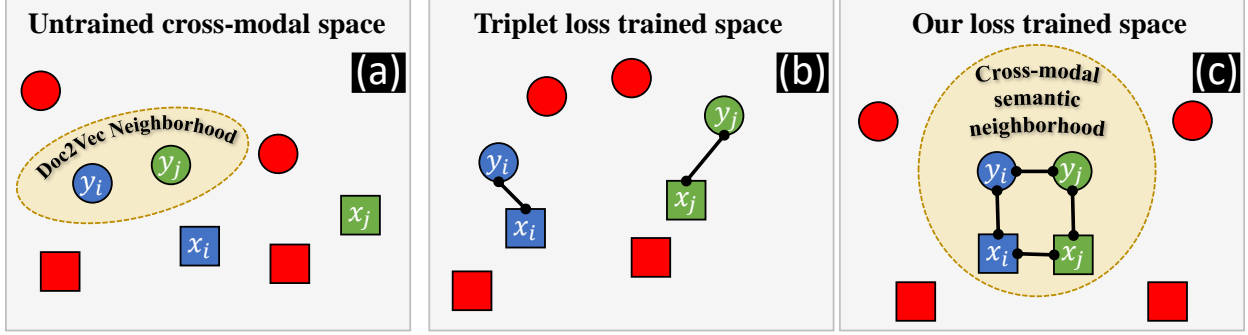 Untrained cross-modal space
(a)
Doc2Vec Neighborhood
y_i
y_j
x_i
x_j
Triplet loss trained space
(b)
y_i
y_j
x_i
x_j
Our loss trained space
(c)
Cross-modal
semantic
neighborhood
y_i y_j
x_i x_j